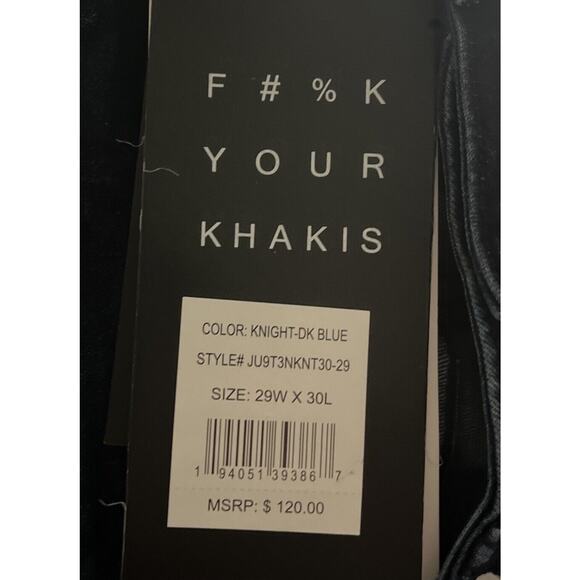 F#%K
YOUR
KHAKIS
COLOR: KNIGHT-DK BLUE
STYLE# JU9T3NKNT30-29
SIZE: 29W X 30L
1 94051 39386 7
MSRP: $ 120.00